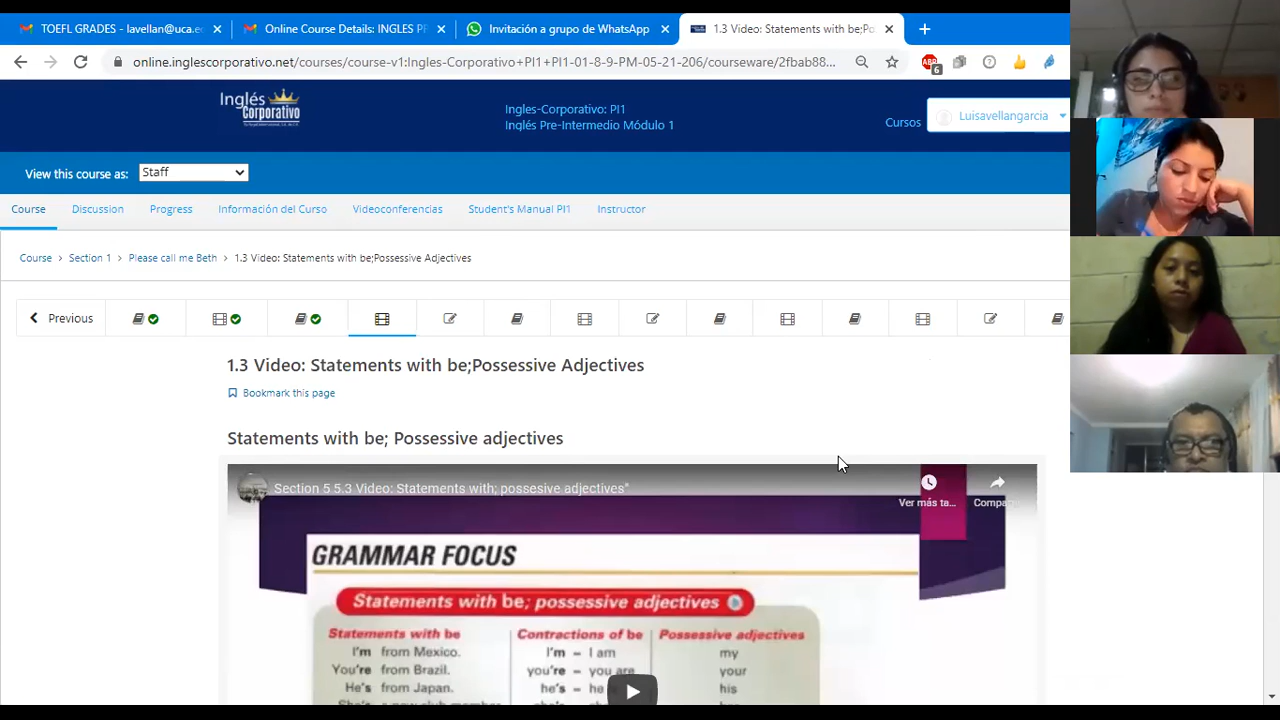 TOEFL GRADES - lavellan@uca.ec
Online Course Details: INGLES PF
Invitación a grupo de WhatsApp
1.3 Video: Statements with be;Po
online.inglescorporativo.net/courses/course-v1:Ingles-Corporativo+PI1+PI1-01-8-9-PM-05-21-206/courseware/2fbab88...
ABP
6
Inglés
Corporativo
Ingles-Corporativo: PI1
Inglés Pre-Intermedio Módulo 1
Cursos
Luisavellangarcia
View this course as:
Staff
Course
Discussion
Progress
Información del Curso
Videoconferencias
Student's Manual PI1
Instructor
Course > Section 1 > Please call me Beth > 1.3 Video: Statements with be;Possessive Adjectives
Previous
1.3 Video: Statements with be;Possessive Adjectives
Bookmark this page
Statements with be; Possessive adjectives
Section 5 5.3 Video: Statements with; possesive adjectives"
Ver más ta...
Compar
GRAMMAR FOCUS
Statements with be; possessive adjectives
Statements with be Contractions of be Possessive adjectives
I'm from Mexico. I'm = I am my
You're from Brazil. you're = you are your
He's from Japan. he's = he his